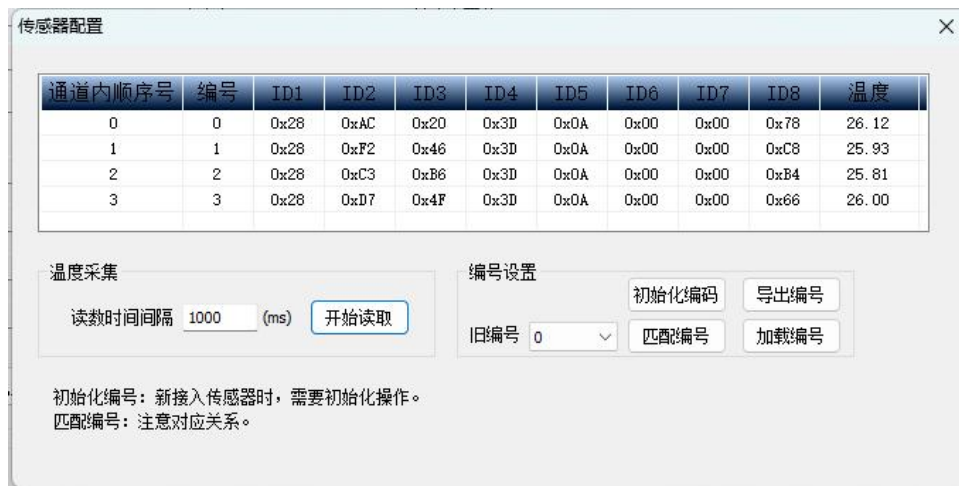 传感器配置
通道内顺序号 编号 ID1 ID2 ID3 ID4 ID5 ID6 ID7 ID8 温度
0 0 0x28 0xAC 0x20 0x3D 0x0A 0x00 0x00 0x78 26.12
1 1 0x28 0xF2 0x46 0x3D 0x0A 0x00 0x00 0xC8 25.93
2 2 0x28 0xC3 0xB6 0x3D 0x0A 0x00 0x00 0xB4 25.81
3 3 0x28 0xD7 0x4F 0x3D 0x0A 0x00 0x00 0x66 26.00
温度采集
读数时间间隔 1000 (ms) 开始读取
编号设置
初始化编码 导出编号
旧编号 0 匹配编号 加载编号
初始化编号：新接入传感器时，需要初始化操作。
匹配编号：注意对应关系。